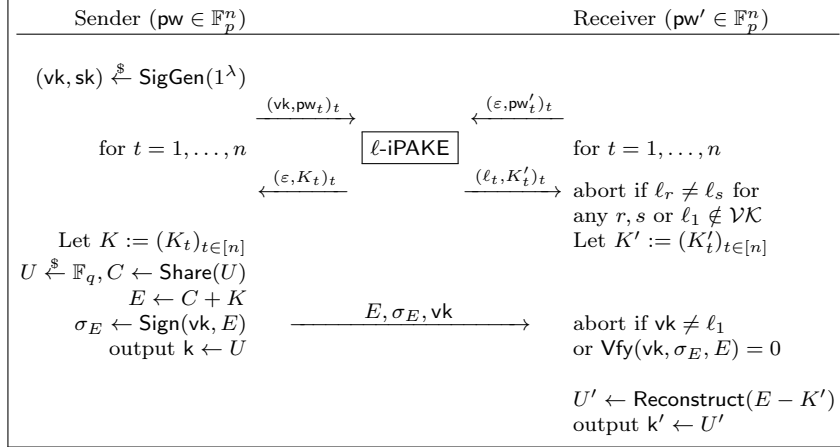 Sender (pw ∈ 𝔽ₚⁿ) Receiver (pw′ ∈ 𝔽ₚⁿ)
(vk, sk) ←$ SigGen(1^λ)
(vk,pw_t)_t (ε,pw′_t)_t
for t = 1, . . . , n ℓ-iPAKE for t = 1, . . . , n
(ε,K_t)_t (ℓ_t,K′_t)_t abort if ℓ_r ≠ ℓ_s for
any r, s or ℓ_1 ∉ 𝒱𝒦
Let K := (K_t)_{t∈[n]} Let K′ := (K′_t)_{t∈[n]}
U ←$ 𝔽_q, C ← Share(U)
E ← C + K
σ_E ← Sign(vk, E) E, σ_E, vk abort if vk ≠ ℓ_1
output k ← U or Vfy(vk, σ_E, E) = 0
U′ ← Reconstruct(E − K′)
output k′ ← U′